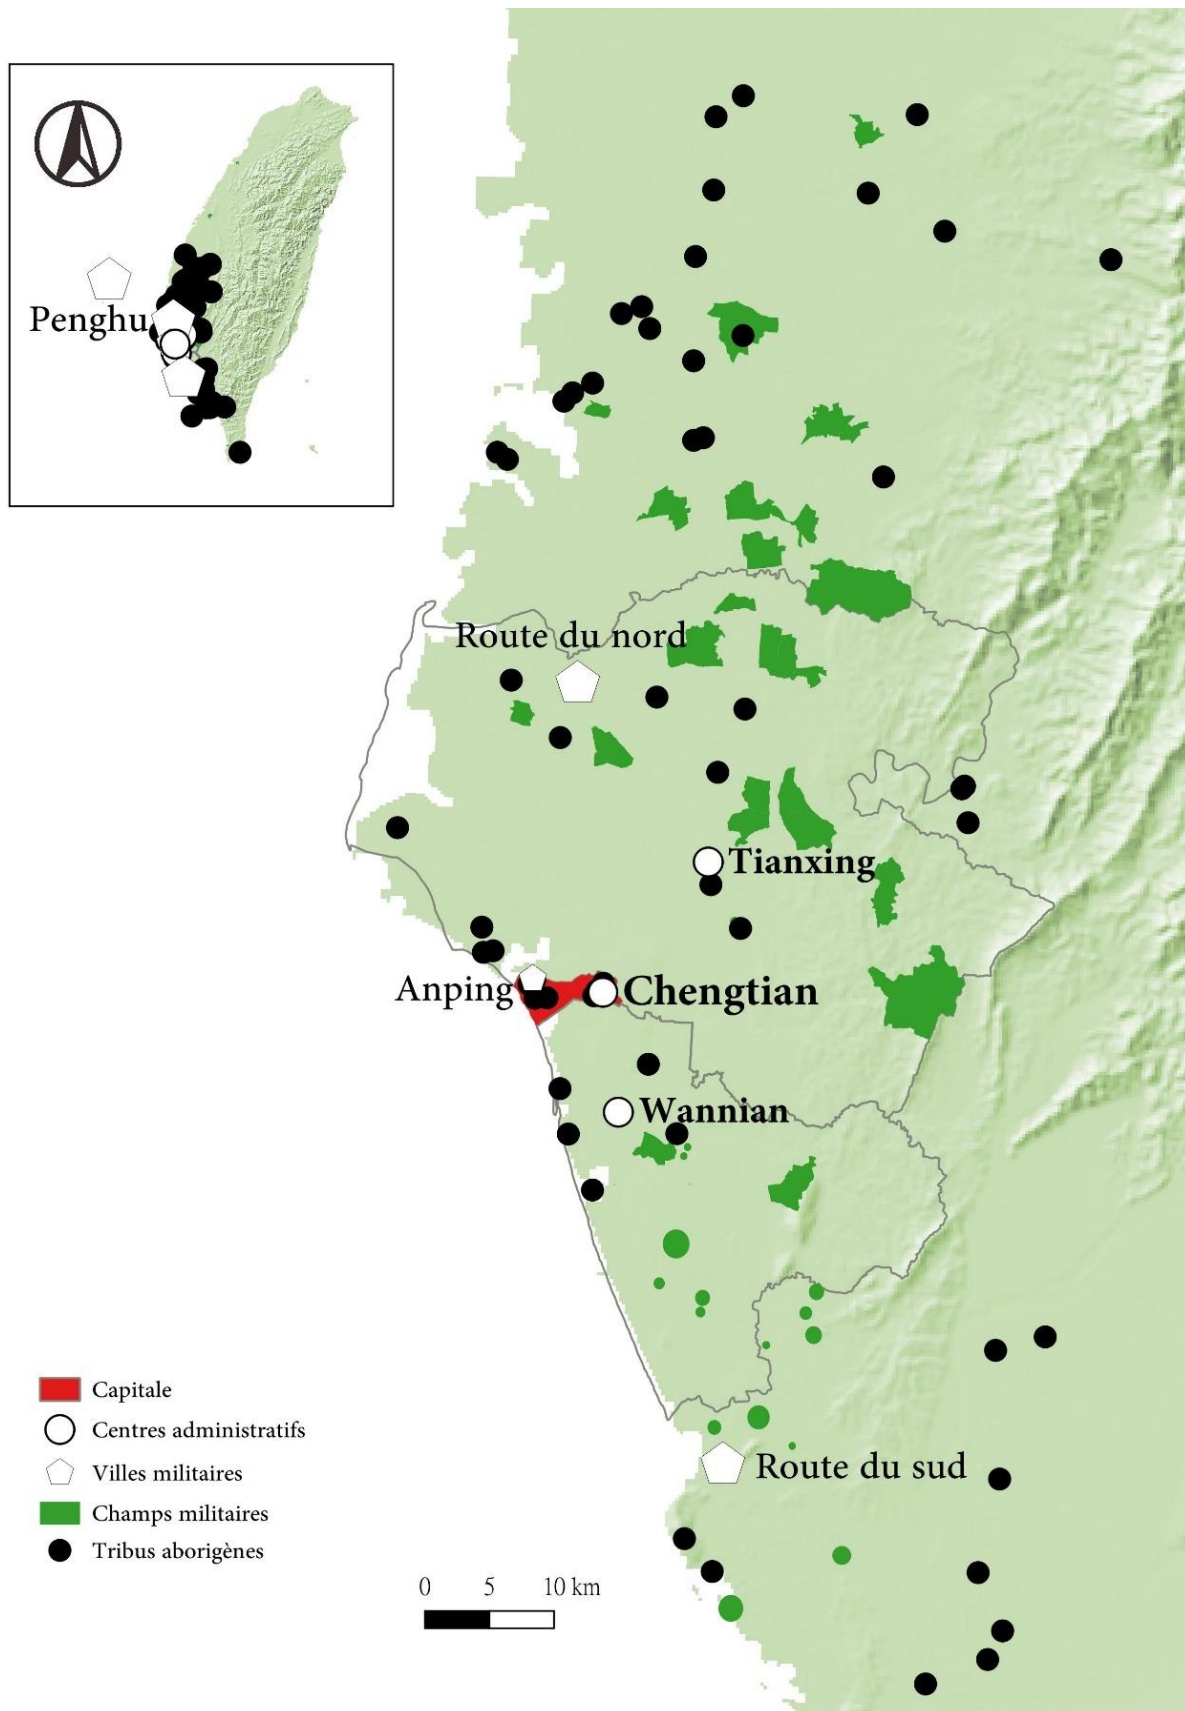 Penghu
Route du nord
Tianxing
Anping
Chengtian
Wannian
Route du sud
Capitale
Centres administratifs
Villes militaires
Champs militaires
Tribus aborigènes
0 5 10 km